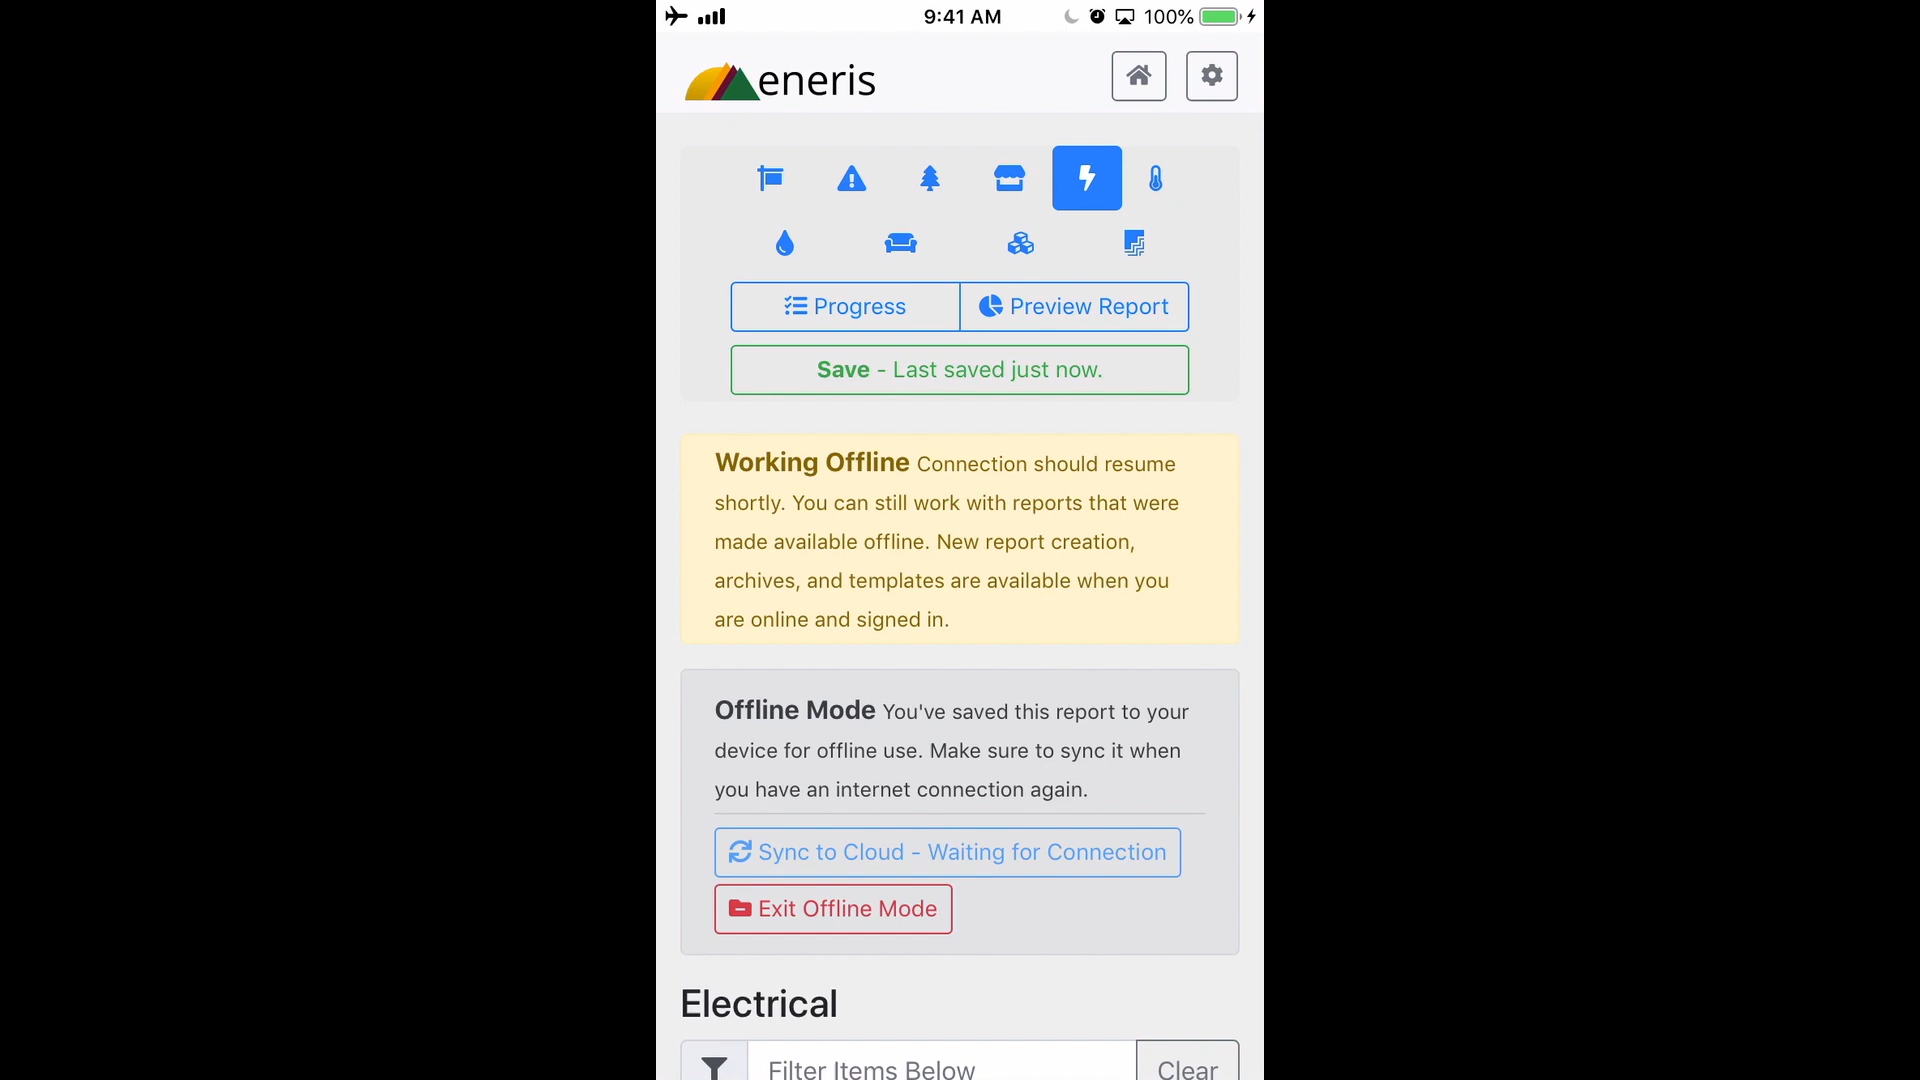 9:41 AM
100%
eneris
Progress
Preview Report
Save - Last saved just now.
Working Offline Connection should resume
shortly. You can still work with reports that were
made available offline. New report creation,
archives, and templates are available when you
are online and signed in.
Offline Mode You've saved this report to your
device for offline use. Make sure to sync it when
you have an internet connection again.
Sync to Cloud - Waiting for Connection
Exit Offline Mode
Electrical
Filter Items Below
Clear